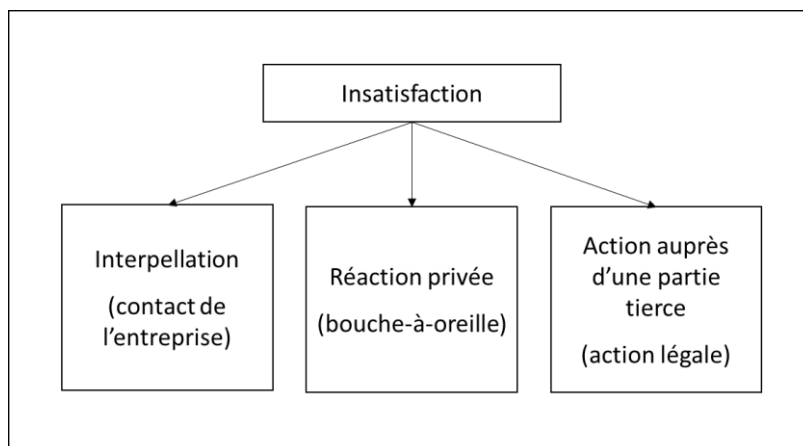 Insatisfaction
Interpellation
(contact de
l'entreprise)
Réaction privée
(bouche-à-oreille)
Action auprès
d'une partie
tierce
(action légale)